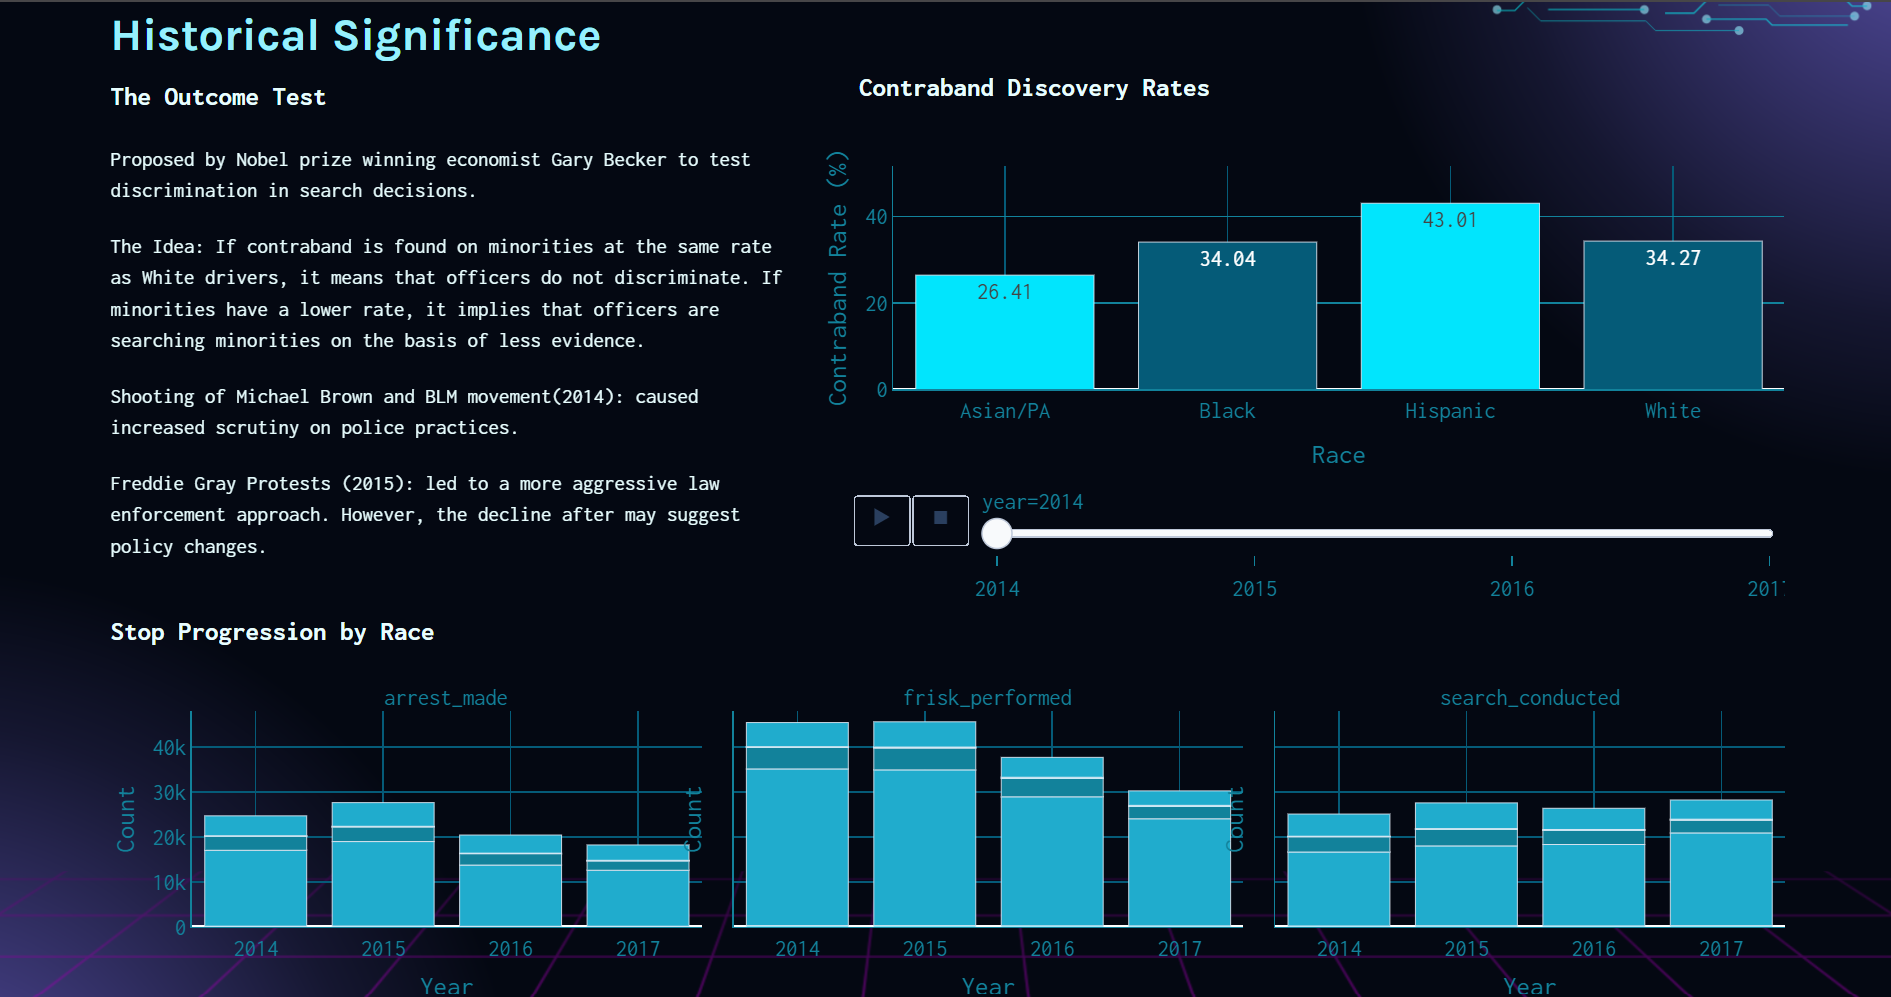 Historical Significance
The Outcome Test
Proposed by Nobel prize winning economist Gary Becker to test
discrimination in search decisions.
The Idea: If contraband is found on minorities at the same rate
as White drivers, it means that officers do not discriminate. If
minorities have a lower rate, it implies that officers are
searching minorities on the basis of less evidence.
Shooting of Michael Brown and BLM movement(2014): caused
increased scrutiny on police practices.
Freddie Gray Protests (2015): led to a more aggressive law
enforcement approach. However, the decline after may suggest
policy changes.
Contraband Discovery Rates
Contraband Rate (%)
40
20
0
26.41
34.04
43.01
34.27
Asian/PA Black Hispanic White
Race
year=2014
2014 2015 2016 2017
Stop Progression by Race
arrest_made frisk_performed search_conducted
Count
40k
30k
20k
10k
0
Count
Count
2014 2015 2016 2017 2014 2015 2016 2017 2014 2015 2016 2017
Year Year Year